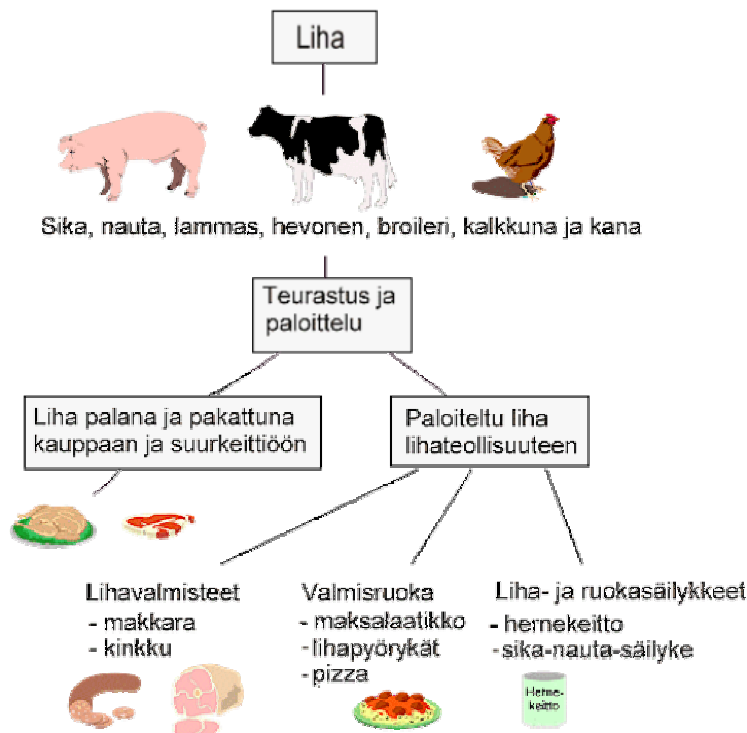 Liha
Sika, nauta, lammas, hevonen, broileri, kalkkuna ja kana
Teurastus ja
paloittelu
Liha palana ja pakattuna
kauppaan ja suurkeittiöön
Paloiteltu liha
lihateollisuuteen
Lihavalmisteet
- makkara
- kinkku
Valmisruoka
- maksalaatikko
- lihapyörykät
- pizza
Liha- ja ruokasäilykkeet
- hernekeitto
- sika-nauta-säilyke
Herne-
keitto